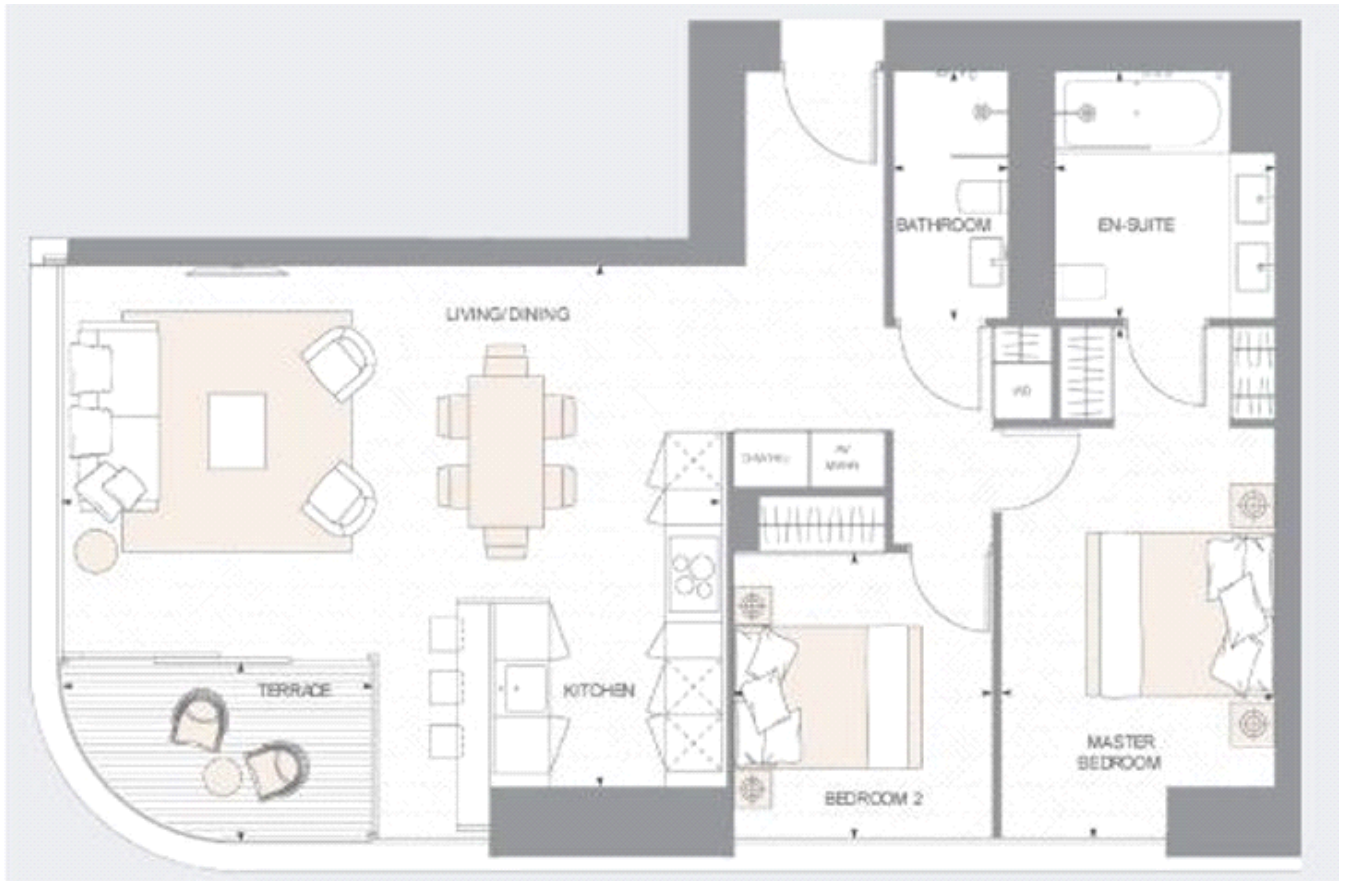 BATHROOM
EN-SUITE
LIVING/DINING
TERRACE
KITCHEN
MASTER
BEDROOM
BEDROOM 2